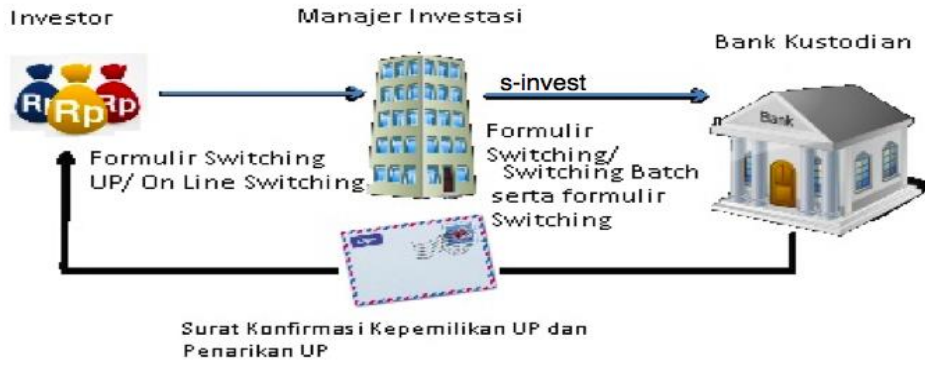 Investor
Manajer Investasi
Bank Kustodian
Rp
Rp
Rp
s-invest
Bank
Formulir Switching
UP/ On Line Switching
Formulir
Switching/
Switching Batch
serta formulir
Switching
Surat Konfirmasi Kepemilikan UP dan
Penarikan UP